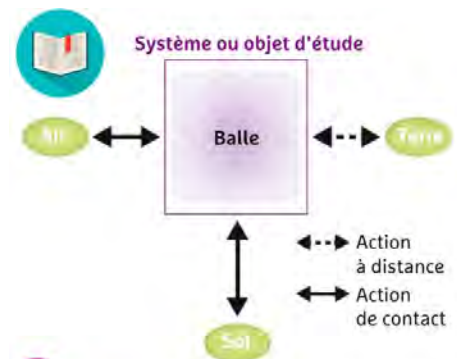 Système ou objet d'étude
Air
Balle
Terre
Action
à distance
Action
de contact
Sol